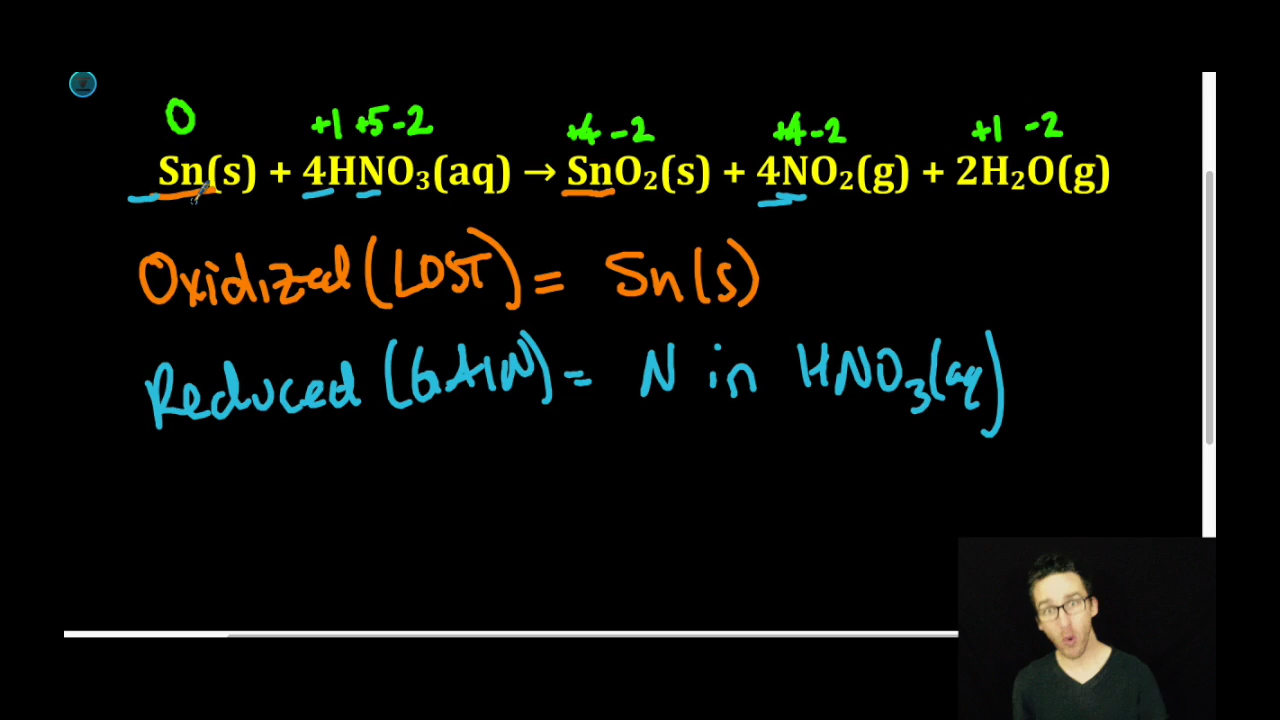 0 +1 +5 -2 +4 -2 +4 -2 +1 -2
Sn(s) + 4HNO₃(aq) → SnO₂(s) + 4NO₂(g) + 2H₂O(g)
Oxidized (LOST) = Sn(s)
Reduced (GAIN) = N in HNO₃(aq)